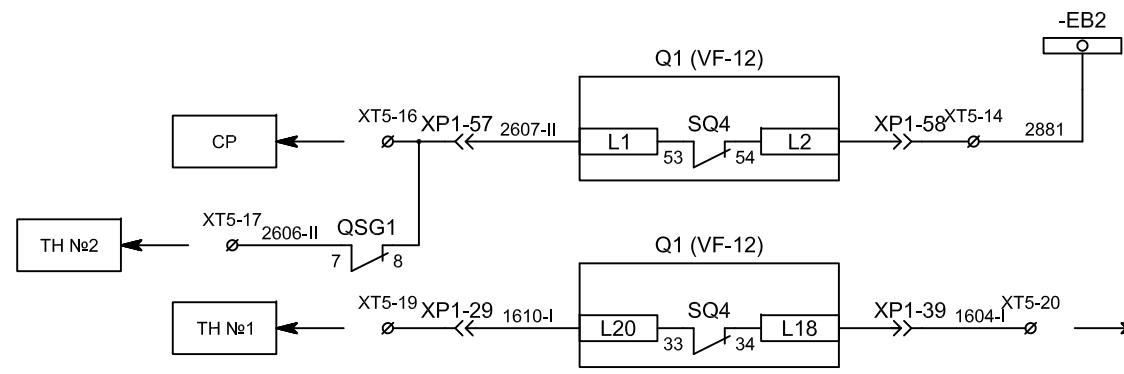 -EB2
Q1 (VF-12)
XT5-16 XP1-57 2607-II L1 53 SQ4 54 L2 XP1-58 XT5-14 2881
СР
XT5-17 2606-II QSG1
7 8
ТН №2
Q1 (VF-12)
XT5-19 XP1-29 1610-I L20 33 SQ4 34 L18 XP1-39 1604-I XT5-20
ТН №1